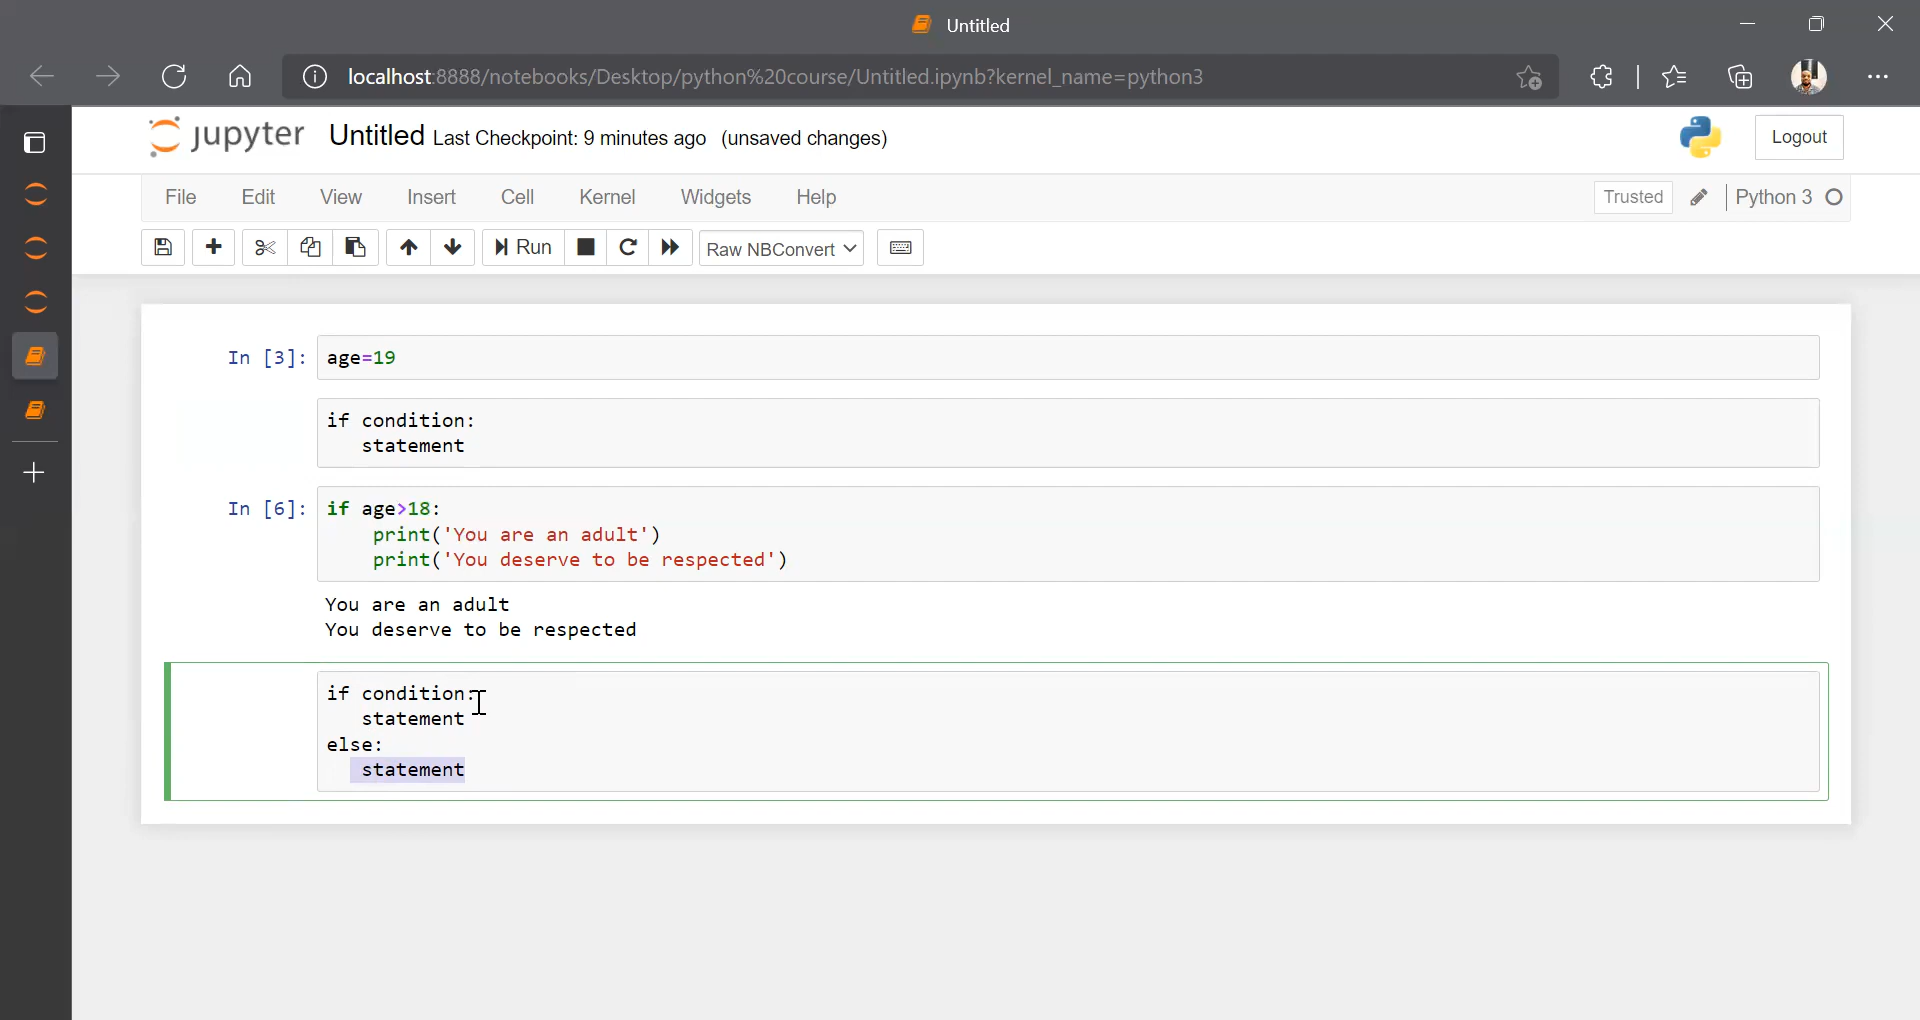 Untitled
localhost:8888/notebooks/Desktop/python%20course/Untitled.ipynb?kernel_name=python3
jupyter Untitled Last Checkpoint: 9 minutes ago (unsaved changes) Logout
File Edit View Insert Cell Kernel Widgets Help Trusted Python 3
Run Raw NBConvert
In [3]: age=19
if condition:
   statement
In [6]: if age>18:
    print('You are an adult')
    print('You deserve to be respected')
You are an adult
You deserve to be respected
if condition:
   statement
else:
   statement